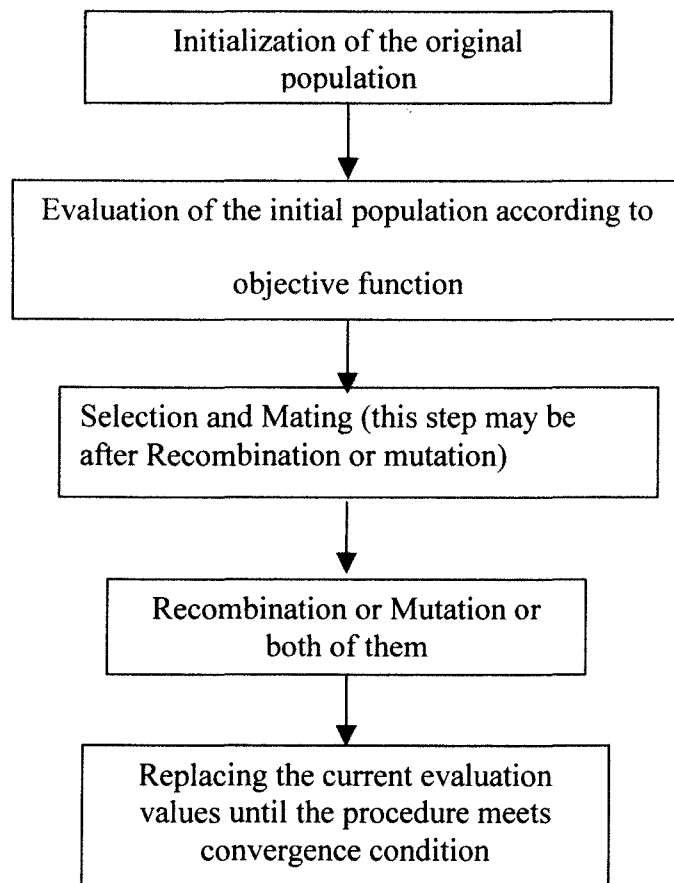 Initialization of the original
population
Evaluation of the initial population according to
objective function
Selection and Mating (this step may be
after Recombination or mutation)
Recombination or Mutation or
both of them
Replacing the current evaluation
values until the procedure meets
convergence condition